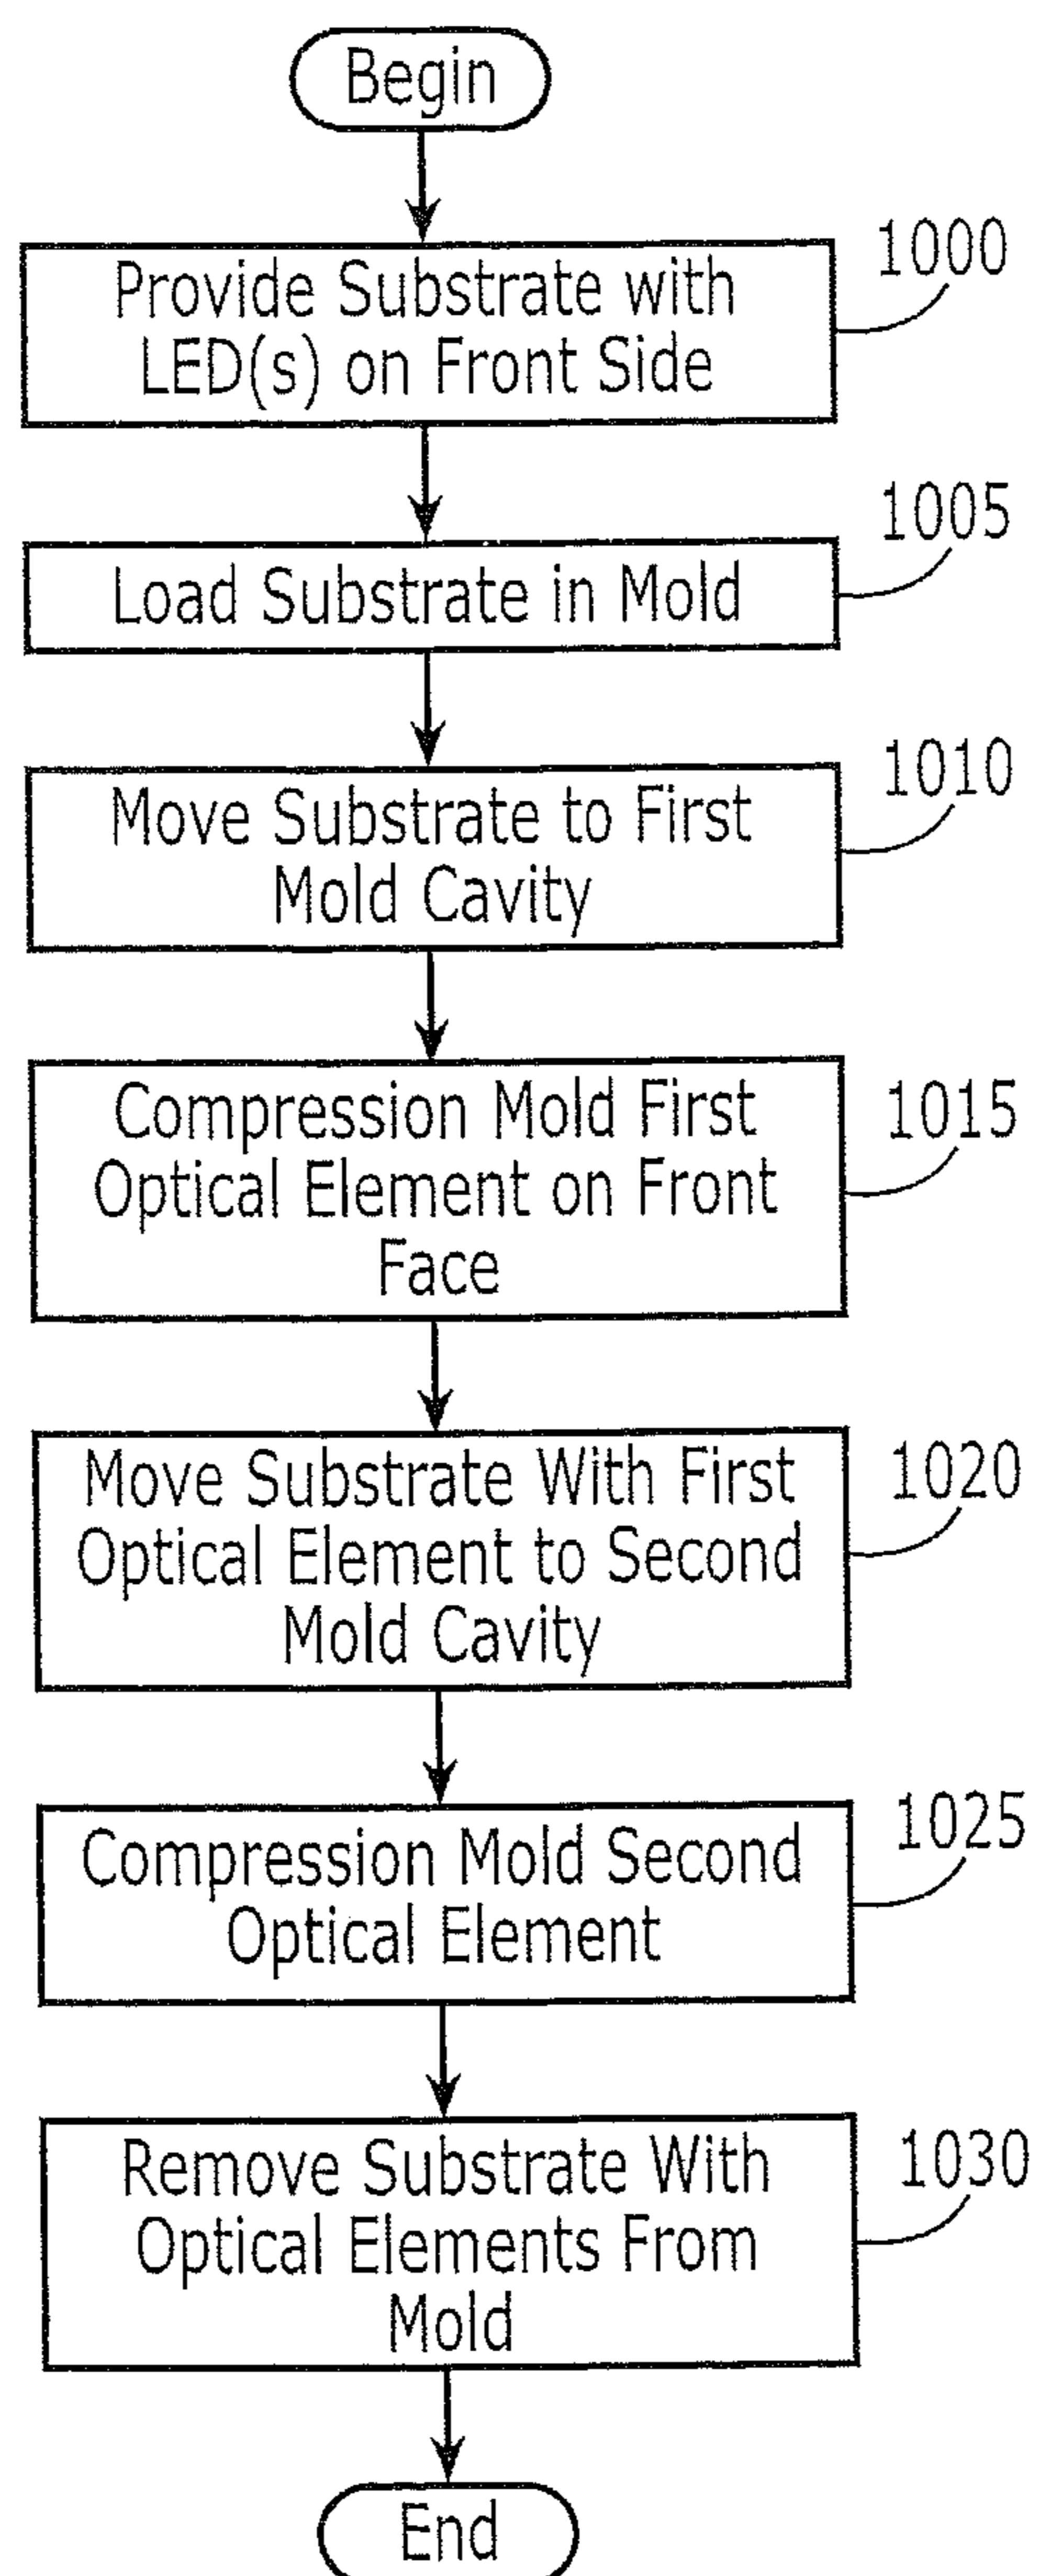 Begin
1000
Provide Substrate with
LED(s) on Front Side
1005
Load Substrate in Mold
1010
Move Substrate to First
Mold Cavity
1015
Compression Mold First
Optical Element on Front
Face
1020
Move Substrate With First
Optical Element to Second
Mold Cavity
1025
Compression Mold Second
Optical Element
1030
Remove Substrate With
Optical Elements From
Mold
End